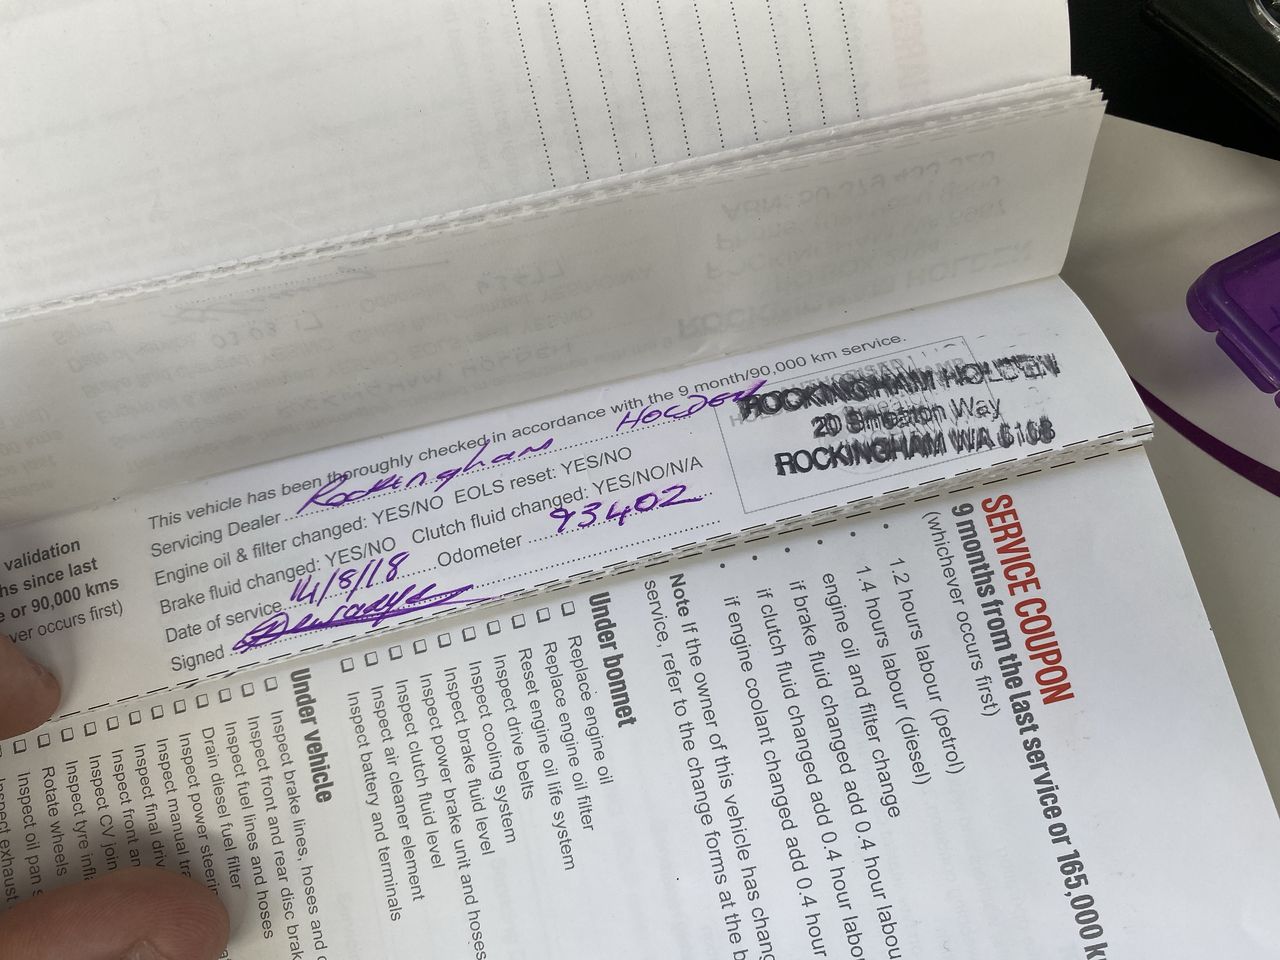 This vehicle has been thoroughly checked in accordance with the 9 month/90,000 km service.
Servicing Dealer Rockingham HOLDEN
Engine oil & filter changed: YES/NO EOLS reset: YES/NO
Brake fluid changed: YES/NO Clutch fluid changed: YES/NO/N/A
Date of service 14/8/18 Odometer 93402
Signed
ROCKINGHAM HOLDEN
20 Smeaton Way
ROCKINGHAM WA 6168
validation
hs since last
e or 90,000 kms
ver occurs first)
SERVICE COUPON
9 months from the last service or 165,000 k
(whichever occurs first)
• 1.2 hours labour (petrol)
• 1.4 hours labour (diesel)
engine oil and filter change
• if brake fluid changed add 0.4 hour labou
• if clutch fluid changed add 0.4 hour labo
• if engine coolant changed add 0.4 hour
Note If the owner of this vehicle has chang
service, refer to the change forms at the b
Under bonnet
Replace engine oil
Replace engine oil filter
Reset engine oil life system
Inspect drive belts
Inspect cooling system
Inspect brake fluid level
Inspect power brake unit and hoses
Inspect clutch fluid level
Inspect air cleaner element
Inspect battery and terminals
Under vehicle
Inspect brake lines, hoses and c
Inspect front and rear disc brak
Inspect fuel lines and hoses
Drain diesel fuel filter
Inspect power steerin
Inspect manual tra
Inspect final driv
Inspect front an
Inspect CV join
Inspect tyre infl
Rotate wheels
Inspect oil pan s
Inspect exhaust